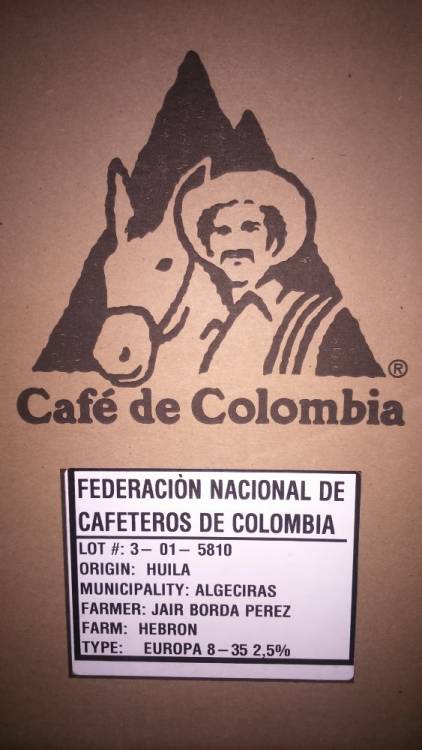 ®
Café de Colombia
FEDERACIÒN NACIONAL DE
CAFETEROS DE COLOMBIA
LOT #: 3– 01– 5810
ORIGIN: HUILA
MUNICIPALITY: ALGECIRAS
FARMER: JAIR BORDA PEREZ
FARM: HEBRON
TYPE: EUROPA 8–35 2,5%